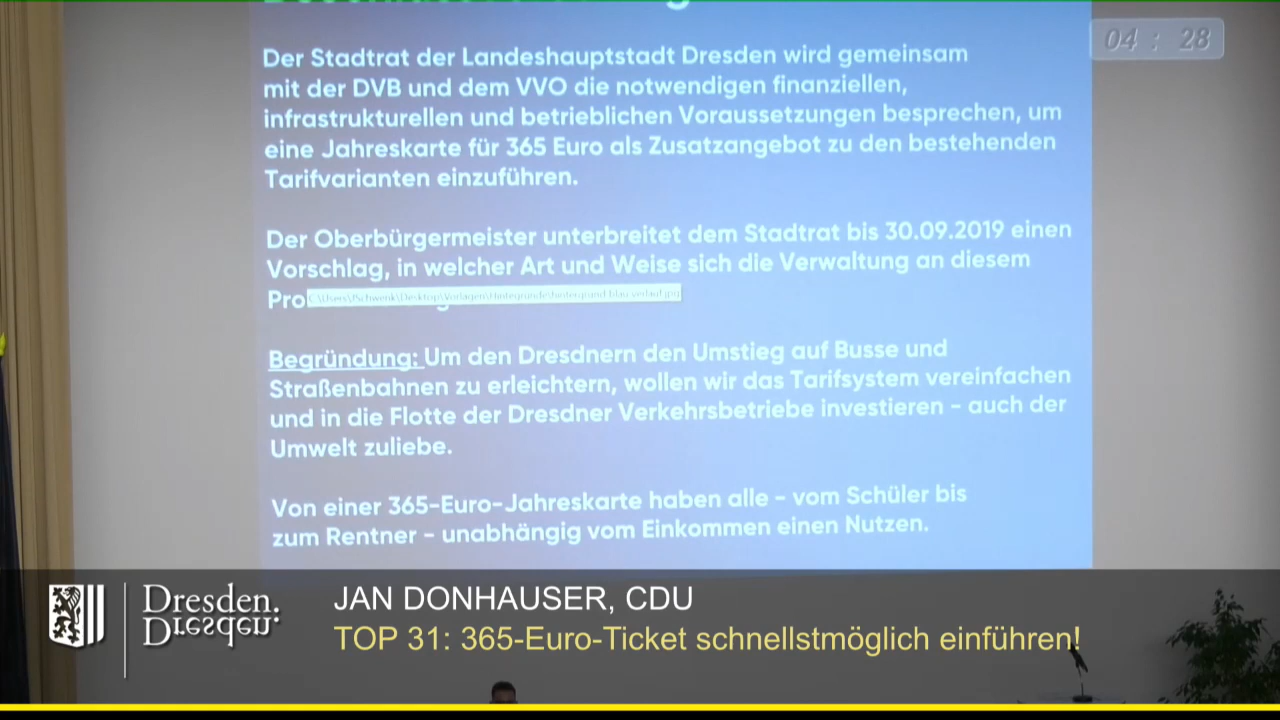 04 : 28
Der Stadtrat der Landeshauptstadt Dresden wird gemeinsam
mit der DVB und dem VVO die notwendigen finanziellen,
infrastrukturellen und betrieblichen Voraussetzungen besprechen, um
eine Jahreskarte für 365 Euro als Zusatzangebot zu den bestehenden
Tarifvarianten einzuführen.
Der Oberbürgermeister unterbreitet dem Stadtrat bis 30.09.2019 einen
Vorschlag, in welcher Art und Weise sich die Verwaltung an diesem
Pro
Begründung: Um den Dresdnern den Umstieg auf Busse und
Straßenbahnen zu erleichtern, wollen wir das Tarifsystem vereinfachen
und in die Flotte der Dresdner Verkehrsbetriebe investieren - auch der
Umwelt zuliebe.
Von einer 365-Euro-Jahreskarte haben alle - vom Schüler bis
zum Rentner - unabhängig vom Einkommen einen Nutzen.
Dresden.
Dresden.
JAN DONHAUSER, CDU
TOP 31: 365-Euro-Ticket schnellstmöglich einführen!